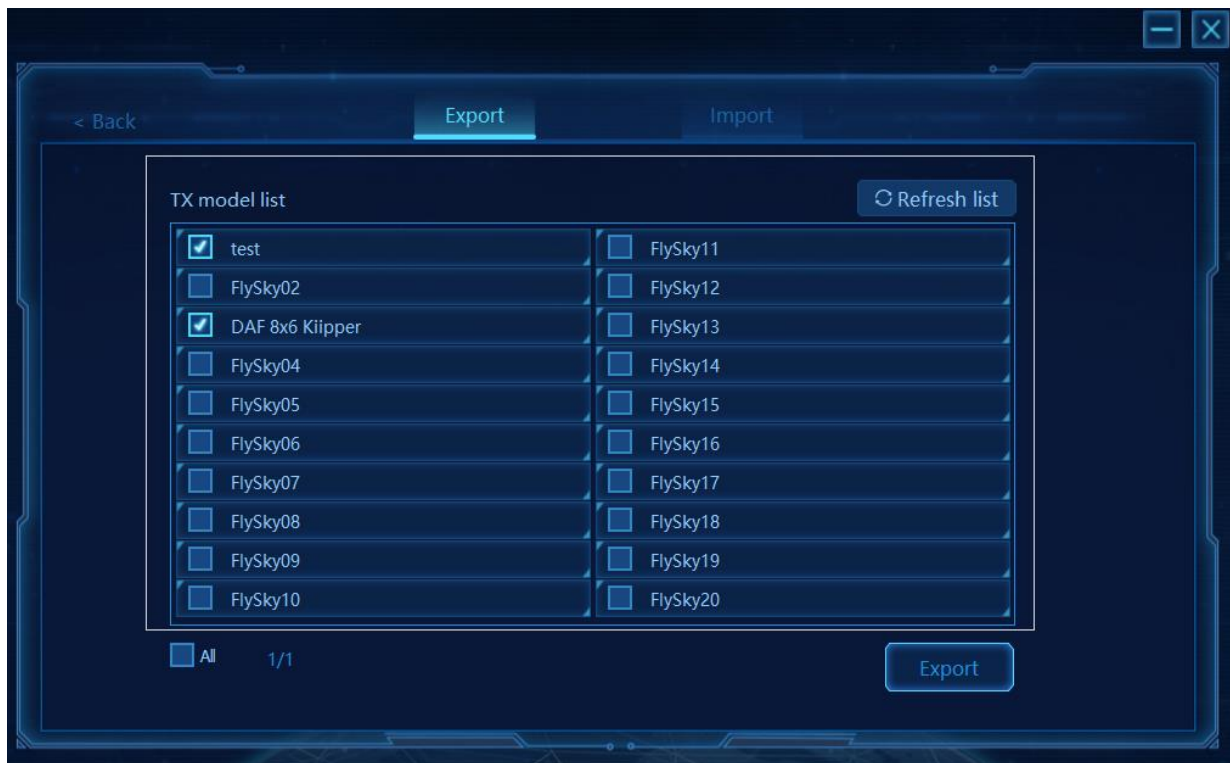 < Back
Export
Import
TX model list
Refresh list
test
FlySky11
FlySky02
FlySky12
DAF 8x6 Kiipper
FlySky13
FlySky04
FlySky14
FlySky05
FlySky15
FlySky06
FlySky16
FlySky07
FlySky17
FlySky08
FlySky18
FlySky09
FlySky19
FlySky10
FlySky20
All
1/1
Export